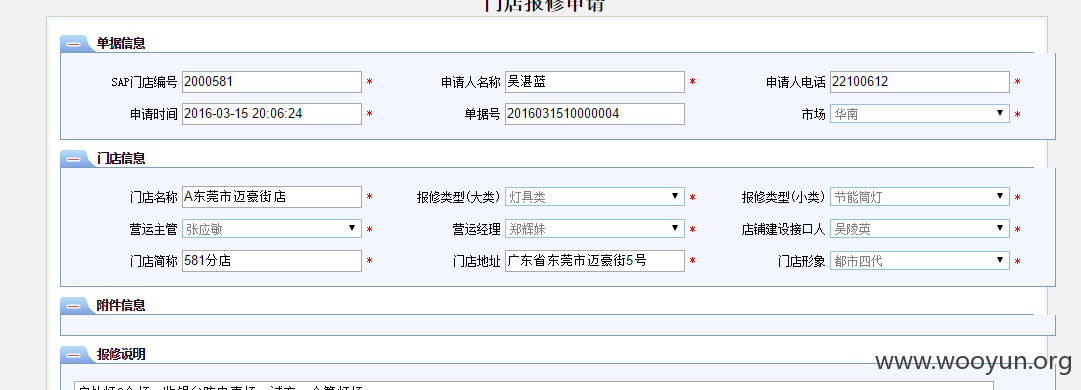 门店报修申请
单据信息
SAP门店编号 2000581 * 申请人名称 吴湛蓝 * 申请人电话 22100612 *
申请时间 2016-03-15 20:06:24 * 单据号 2016031510000004 市场 华南 *
门店信息
门店名称 A东莞市迈豪街店 * 报修类型(大类) 灯具类 * 报修类型(小类) 节能筒灯 *
营运主管 张应敏 * 营运经理 郑辉妹 * 店铺建设接口人 吴陵英 *
门店简称 581分店 * 门店地址 广东省东莞市迈豪街5号 * 门店形象 都市四代 *
附件信息
报修说明
www.wooyun.org